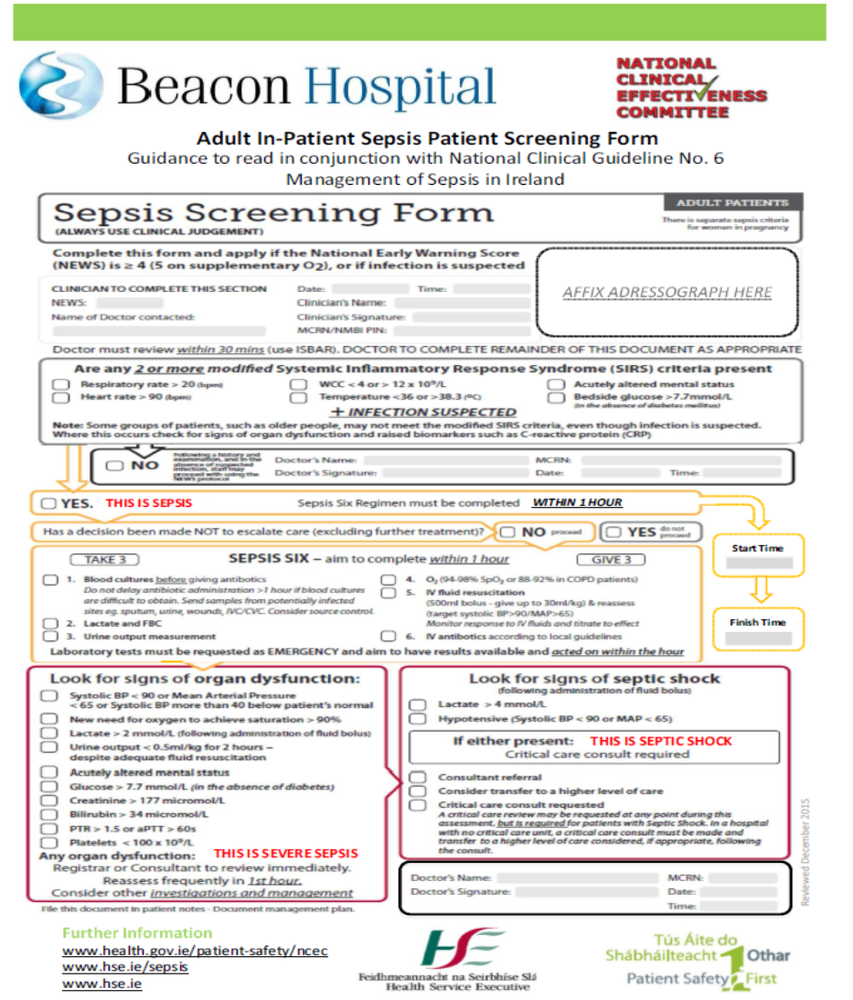 Beacon Hospital
NATIONAL
CLINICAL
EFFECTIVENESS
COMMITTEE
Adult In-Patient Sepsis Patient Screening Form
Guidance to read in conjunction with National Clinical Guideline No. 6
Management of Sepsis in Ireland
Sepsis Screening Form
(ALWAYS USE CLINICAL JUDGEMENT)
ADULT PATIENTS
There is separate sepsis criteria
for women in pregnancy
Complete this form and apply if the National Early Warning Score
(NEWS) is ≥ 4 (5 on supplementary O2), or if infection is suspected
AFFIX ADRESSOGRAPH HERE
CLINICIAN TO COMPLETE THIS SECTION
NEWS:
Name of Doctor contacted:
Date: Time:
Clinician's Name:
Clinician's Signature:
MCRN/NMBI PIN:
Doctor must review within 30 mins (use ISBAR). DOCTOR TO COMPLETE REMAINDER OF THIS DOCUMENT AS APPROPRIATE
Are any 2 or more modified Systemic Inflammatory Response Syndrome (SIRS) criteria present
Respiratory rate > 20 (bpm)
Heart rate > 90 (bpm)
WCC < 4 or > 12 x 10⁹/L
Temperature <36 or >38.3 (ºC)
Acutely altered mental status
Bedside glucose >7.7mmol/L
(in the absence of diabetes mellitus)
+ INFECTION SUSPECTED
Note: Some groups of patients, such as older people, may not meet the modified SIRS criteria, even though infection is suspected.
Where this occurs check for signs of organ dysfunction and raised biomarkers such as C-reactive protein (CRP)
NO
Following a history and
examination, and in the
absence of suspected
infection, staff may
proceed with using the
NEWS protocol
Doctor's Name: MCRN:
Doctor's Signature: Date: Time:
YES. THIS IS SEPSIS
Sepsis Six Regimen must be completed WITHIN 1 HOUR
Has a decision been made NOT to escalate care (excluding further treatment)?
NO proceed
YES do not
proceed
Start Time
Finish Time
TAKE 3
SEPSIS SIX – aim to complete within 1 hour
GIVE 3
1. Blood cultures before giving antibiotics
Do not delay antibiotic administration >1 hour if blood cultures
are difficult to obtain. Send samples from potentially infected
sites eg. sputum, urine, wounds, IVC/CVC. Consider source control.
2. Lactate and FBC
3. Urine output measurement
4. O₂ (94-98% SpO₂ or 88-92% in COPD patients)
5. IV fluid resuscitation
(500ml bolus - give up to 30ml/kg) & reassess
(target systolic BP>90/MAP>65)
Monitor response to IV fluids and titrate to effect
6. IV antibiotics according to local guidelines
Laboratory tests must be requested as EMERGENCY and aim to have results available and acted on within the hour
Look for signs of organ dysfunction:
Systolic BP < 90 or Mean Arterial Pressure
< 65 or Systolic BP more than 40 below patient's normal
New need for oxygen to achieve saturation > 90%
Lactate > 2 mmol/L (following administration of fluid bolus)
Urine output < 0.5ml/kg for 2 hours –
despite adequate fluid resuscitation
Acutely altered mental status
Glucose > 7.7 mmol/L (in the absence of diabetes)
Creatinine > 177 micromol/L
Bilirubin > 34 micromol/L
PTR > 1.5 or aPTT > 60s
Platelets < 100 x 10⁹/L
Any organ dysfunction: THIS IS SEVERE SEPSIS
Registrar or Consultant to review immediately.
Reassess frequently in 1st hour.
Consider other investigations and management
Look for signs of septic shock
(following administration of fluid bolus)
Lactate > 4 mmol/L
Hypotensive (Systolic BP < 90 or MAP < 65)
If either present: THIS IS SEPTIC SHOCK
Critical care consult required
Consultant referral
Consider transfer to a higher level of care
Critical care consult requested
A critical care review may be requested at any point during this
assessment, but is required for patients with Septic Shock. In a hospital
with no critical care unit, a critical care consult must be made and
transfer to a higher level of care considered, if appropriate, following
the consult.
Doctor's Name: MCRN:
Doctor's Signature: Date:
Time:
Reviewed December 2015
File this document in patient notes - Document management plan.
Further Information
www.health.gov.ie/patient-safety/ncec
www.hse.ie/sepsis
www.hse.ie
Feidhmeannacht na Seirbhíse Slá
Health Service Executive
Tús Áite do
Shábháilteacht Othar
1
Patient Safety First